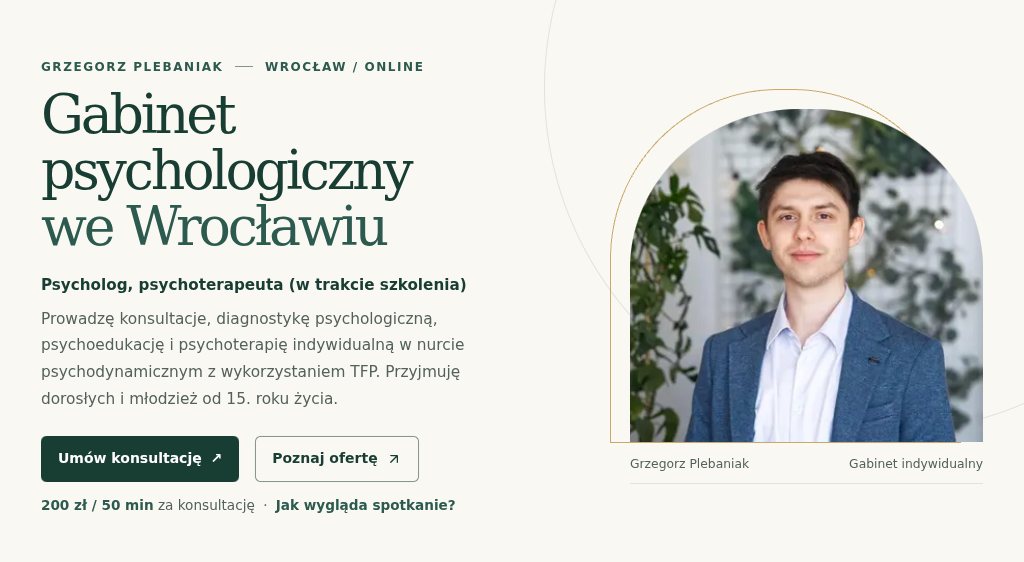 GRZEGORZ PLEBANIAK — WROCŁAW / ONLINE
Gabinet
psychologiczny
we Wrocławiu
Psycholog, psychoterapeuta (w trakcie szkolenia)
Prowadzę konsultacje, diagnostykę psychologiczną,
psychoedukację i psychoterapię indywidualną w nurcie
psychodynamicznym z wykorzystaniem TFP. Przyjmuję
dorosłych i młodzież od 15. roku życia.
Umów konsultację ↗
Poznaj ofertę ↗
200 zł / 50 min za konsultację · Jak wygląda spotkanie?
Grzegorz Plebaniak
Gabinet indywidualny